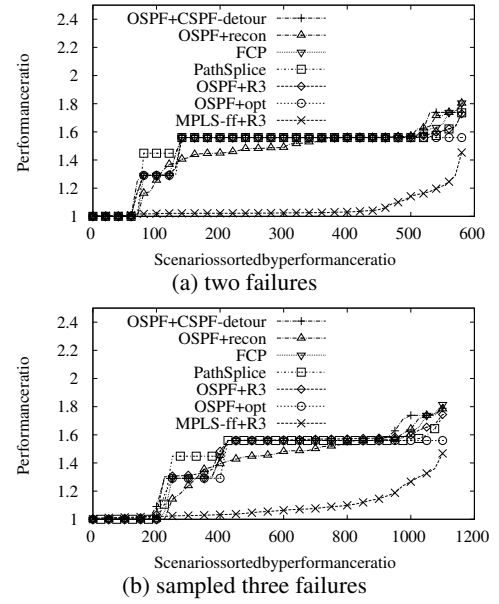 2.4
2.2
2
1.8
1.6
1.4
1.2
1
OSPF+CSPF-detour
OSPF+recon
FCP
PathSplice
OSPF+R3
OSPF+opt
MPLS-ff+R3
Performanceratio
0 100 200 300 400 500 600
Scenariossortedbyperformanceratio
(a) two failures
2.4
2.2
2
1.8
1.6
1.4
1.2
1
OSPF+CSPF-detour
OSPF+recon
FCP
PathSplice
OSPF+R3
OSPF+opt
MPLS-ff+R3
Performanceratio
0 200 400 600 800 1000 1200
Scenariossortedbyperformanceratio
(b) sampled three failures